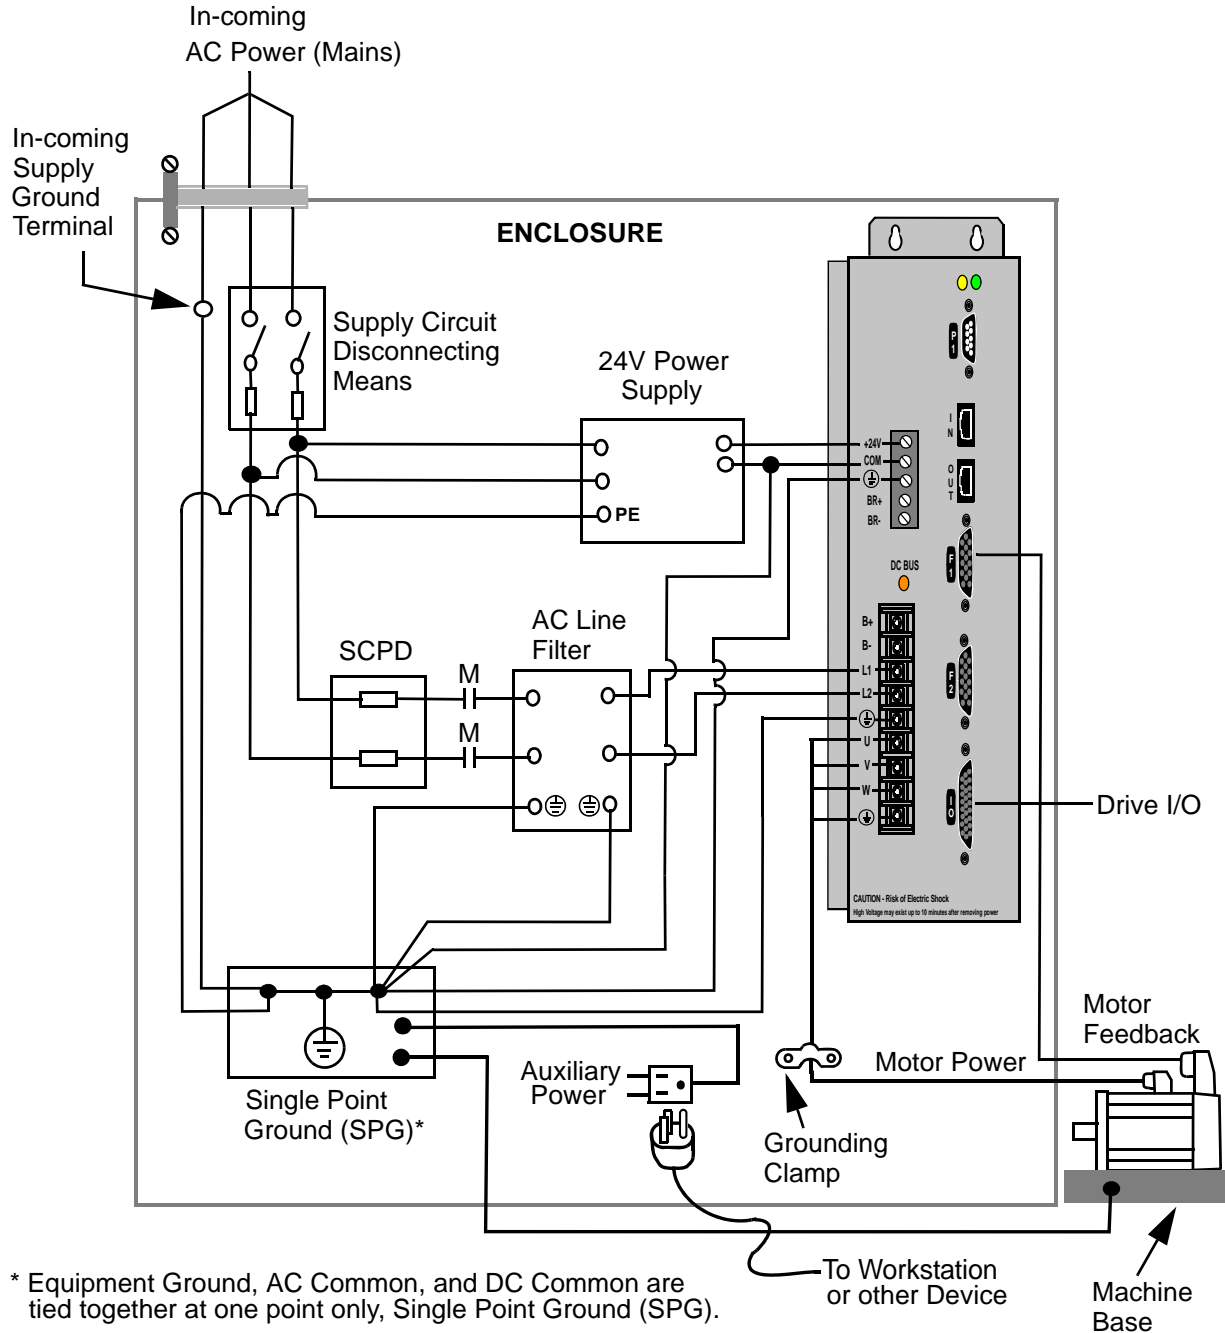 In-coming
AC Power (Mains)
In-coming
Supply
Ground
Terminal
ENCLOSURE
Supply Circuit
Disconnecting
Means
24V Power
Supply
PE
P1
IN
OUT
+24V
COM
BR+
BR-
F1
DC BUS
AC Line
Filter
SCPD
M
M
B+
B-
L1
L2
U
V
W
F2
IO
Drive I/O
CAUTION - Risk of Electric Shock
High Voltage may exist up to 10 minutes after removing power
Motor
Feedback
Motor Power
Auxiliary
Power
Single Point
Ground (SPG)*
Grounding
Clamp
To Workstation
or other Device
Machine
Base
* Equipment Ground, AC Common, and DC Common are
tied together at one point only, Single Point Ground (SPG).